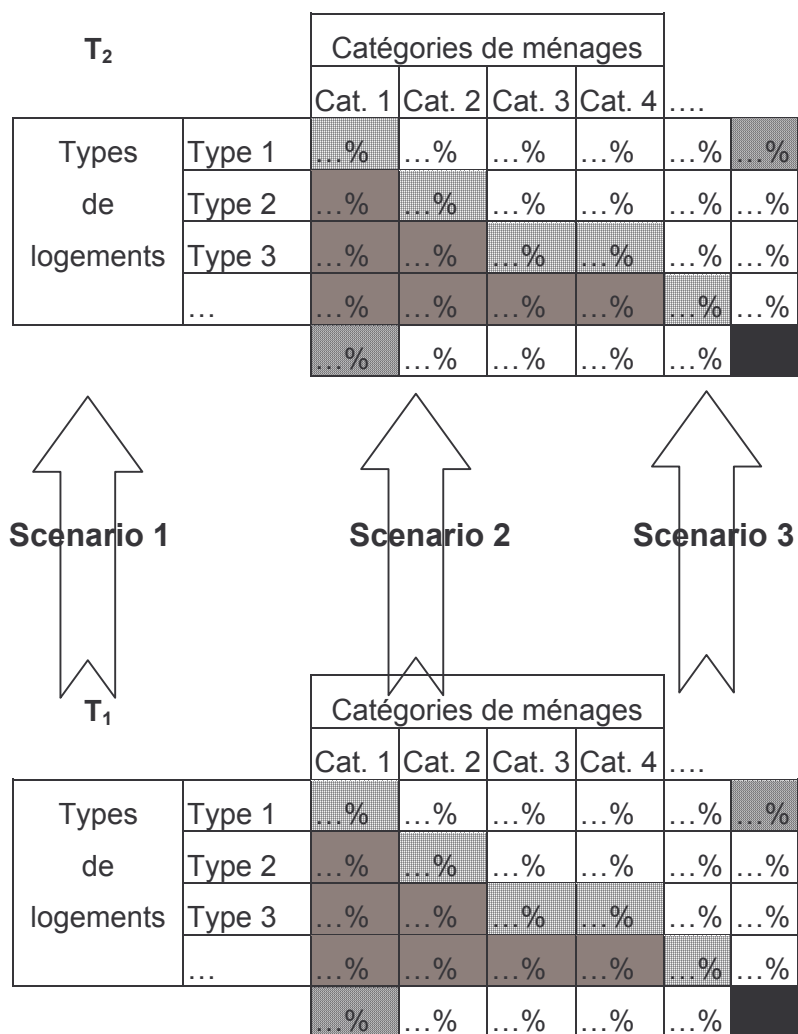 T₂ Catégories de ménages
Cat. 1 Cat. 2 Cat. 3 Cat. 4 ….
Types Type 1 …% …% …% …% …% …%
de Type 2 …% …% …% …% …% …%
logements Type 3 …% …% …% …% …% …%
… …% …% …% …% …% …%
…% …% …% …% …%
Scenario 1 Scenario 2 Scenario 3
T₁ Catégories de ménages
Cat. 1 Cat. 2 Cat. 3 Cat. 4 ….
Types Type 1 …% …% …% …% …% …%
de Type 2 …% …% …% …% …% …%
logements Type 3 …% …% …% …% …% …%
… …% …% …% …% …% …%
…% …% …% …% …%